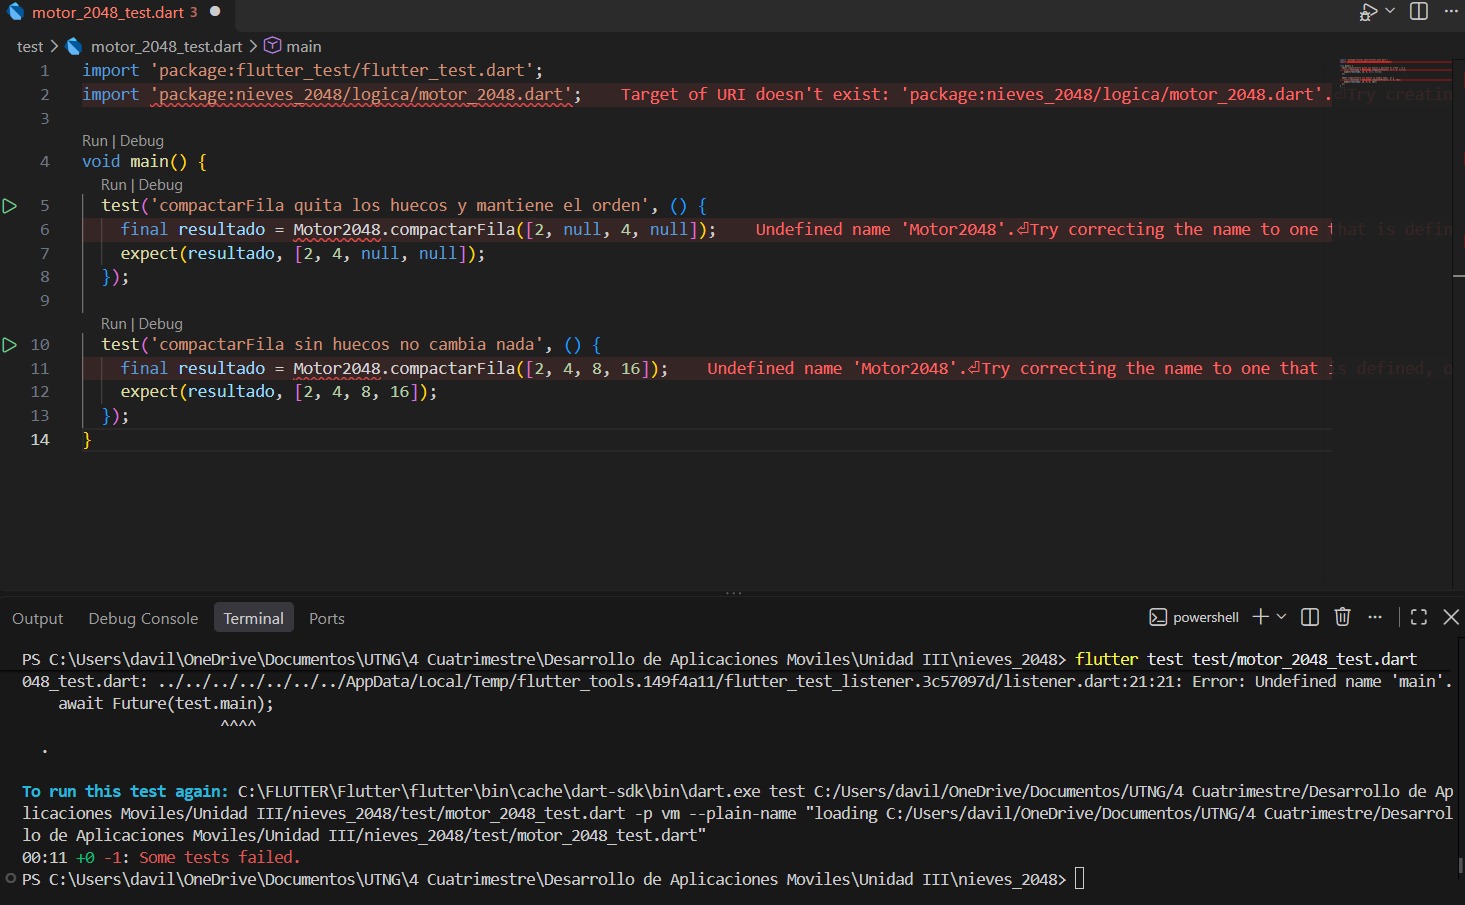 motor_2048_test.dart 3
test > motor_2048_test.dart > main
1 import 'package:flutter_test/flutter_test.dart';
2 import 'package:nieves_2048/logica/motor_2048.dart'; Target of URI doesn't exist: 'package:nieves_2048/logica/motor_2048.dart'.⏎Try creatin
3
Run | Debug
4 void main() {
Run | Debug
5 test('compactarFila quita los huecos y mantiene el orden', () {
6 final resultado = Motor2048.compactarFila([2, null, 4, null]); Undefined name 'Motor2048'.⏎Try correcting the name to one that is defin
7 expect(resultado, [2, 4, null, null]);
8 });
9
Run | Debug
10 test('compactarFila sin huecos no cambia nada', () {
11 final resultado = Motor2048.compactarFila([2, 4, 8, 16]); Undefined name 'Motor2048'.⏎Try correcting the name to one that is defined, o
12 expect(resultado, [2, 4, 8, 16]);
13 });
14 }
Output Debug Console Terminal Ports powershell
PS C:\Users\davil\OneDrive\Documentos\UTNG\4 Cuatrimestre\Desarrollo de Aplicaciones Moviles\Unidad III\nieves_2048> flutter test test/motor_2048_test.dart
048_test.dart: ../../../../../../../AppData/Local/Temp/flutter_tools.149f4a11/flutter_test_listener.3c57097d/listener.dart:21:21: Error: Undefined name 'main'.
await Future(test.main);
^^^^
.
To run this test again: C:\FLUTTER\Flutter\flutter\bin\cache\dart-sdk\bin\dart.exe test C:/Users/davil/OneDrive/Documentos/UTNG/4 Cuatrimestre/Desarrollo de Ap
licaciones Moviles/Unidad III/nieves_2048/test/motor_2048_test.dart -p vm --plain-name "loading C:/Users/davil/OneDrive/Documentos/UTNG/4 Cuatrimestre/Desarrol
lo de Aplicaciones Moviles/Unidad III/nieves_2048/test/motor_2048_test.dart"
00:11 +0 -1: Some tests failed.
PS C:\Users\davil\OneDrive\Documentos\UTNG\4 Cuatrimestre\Desarrollo de Aplicaciones Moviles\Unidad III\nieves_2048>